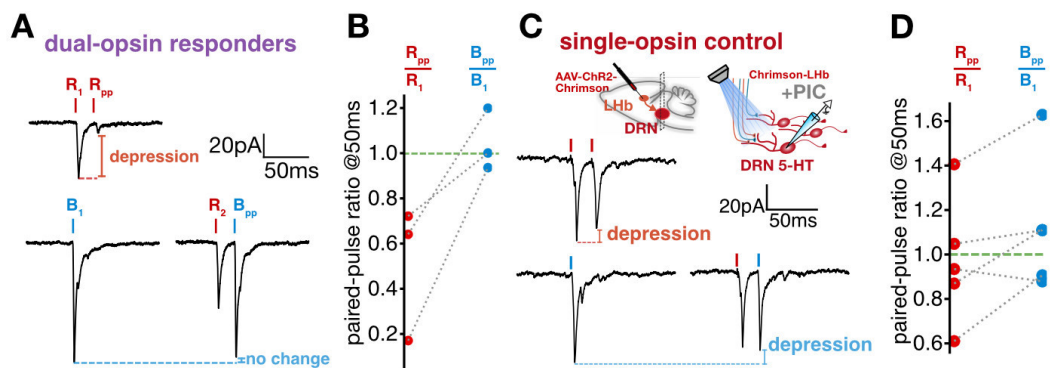 A
dual-opsin responders
R1 Rpp
depression
20pA
50ms
B1
R2 Bpp
no change
B
Rpp
R1
Bpp
B1
paired-pulse ratio @50ms
1.2
1.0
0.8
0.6
0.4
0.2
C
single-opsin control
AAV-ChR2-
Chrimson
LHb
DRN
Chrimson-LHb
+PIC
DRN 5-HT
20pA
50ms
depression
depression
D
Rpp
R1
Bpp
B1
paired-pulse ratio @50ms
1.6
1.4
1.2
1.0
0.8
0.6